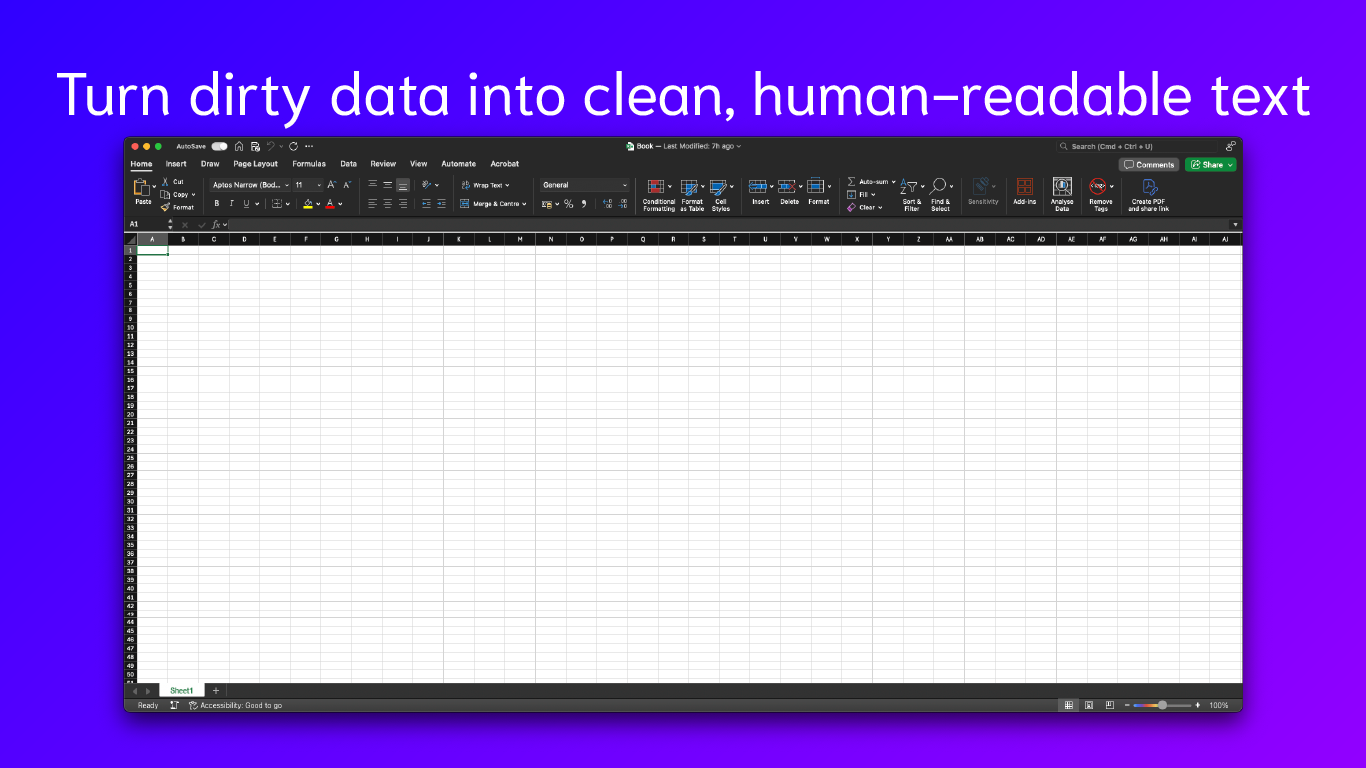 Turn dirty data into clean, human-readable text
AutoSave
Book — Last Modified: 7h ago
Search (Cmd + Ctrl + U)
Home Insert Draw Page Layout Formulas Data Review View Automate Acrobat
Comments Share
Paste
Cut
Copy
Format
Aptos Narrow (Bod... 11
B I U
Wrap Text
Merge & Centre
General
Conditional Formatting
Format as Table
Cell Styles
Insert
Delete
Format
Auto-sum
Fill
Clear
Sort & Filter
Find & Select
Sensitivity
Add-ins
Analyse Data
Remove Tags
Create PDF and share link
A1
fx
A B C D E F G H I J K L M N O P Q R S T U V W X Y Z AA AB AC AD AE AF AG AH AI AJ
1
2
3
4
5
6
7
8
9
10
11
12
13
14
15
16
17
18
19
20
21
22
23
24
25
26
27
28
29
30
31
32
33
34
35
36
37
38
39
40
41
42
43
44
45
46
47
48
49
50
Sheet1
Ready
Accessibility: Good to go
100%